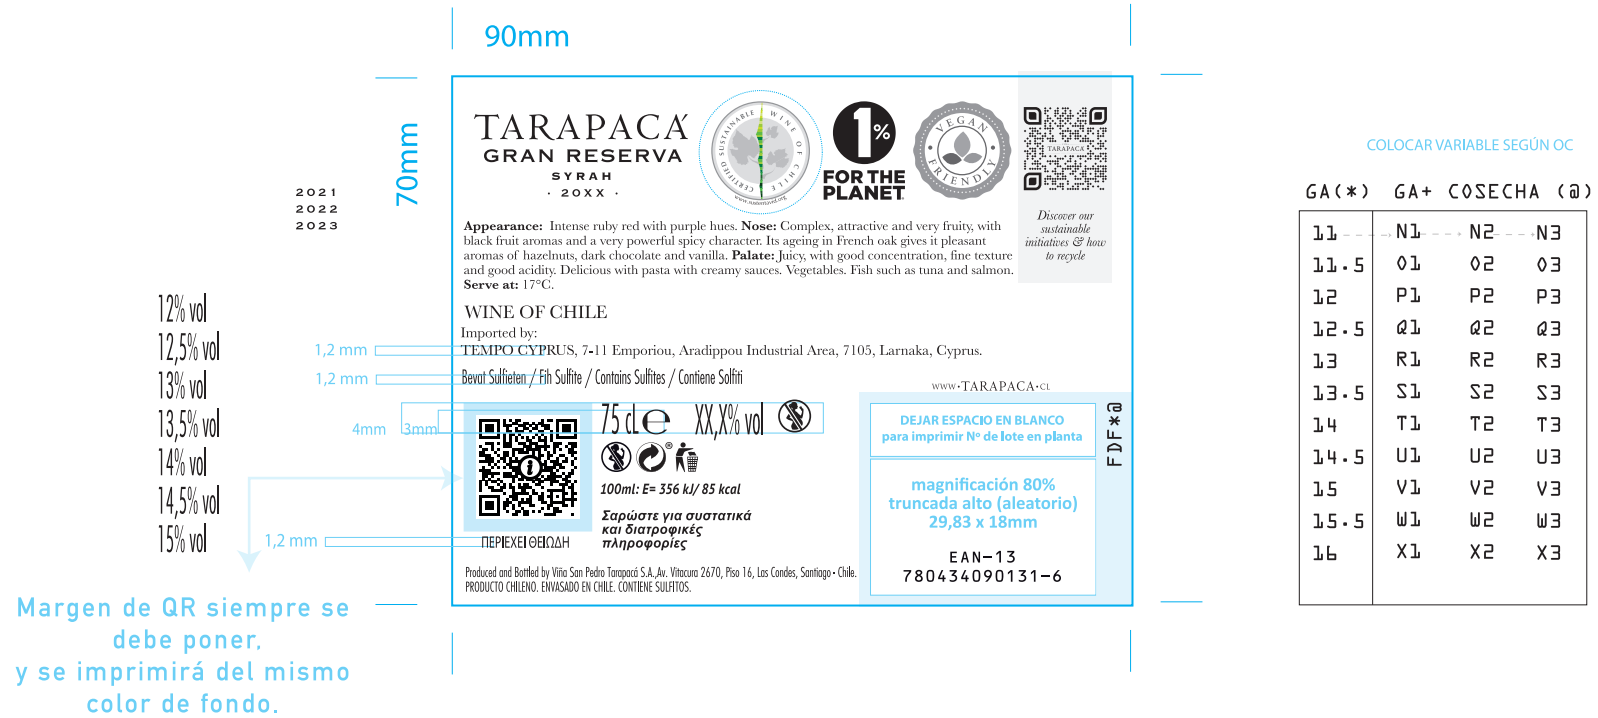 90mm
70mm
TARAPACÁ
GRAN RESERVA
SYRAH
· 20XX ·
CERTIFIED SUSTAINABLE WINE OF CHILE
www.sustentavid.org
1%
FOR THE
PLANET
VEGAN
· FRIENDLY ·
TARAPACÁ
Discover our
sustainable
initiatives & how
to recycle
2021
2022
2023
Appearance: Intense ruby red with purple hues. Nose: Complex, attractive and very fruity, with
black fruit aromas and a very powerful spicy character. Its ageing in French oak gives it pleasant
aromas of hazelnuts, dark chocolate and vanilla. Palate: Juicy, with good concentration, fine texture
and good acidity. Delicious with pasta with creamy sauces. Vegetables. Fish such as tuna and salmon.
Serve at: 17°C.
WINE OF CHILE
Imported by:
TEMPO CYPRUS, 7-11 Emporiou, Aradippou Industrial Area, 7105, Larnaka, Cyprus.
Bevat Sulfieten / Fih Sulfite / Contains Sulfites / Contiene Solfiti
www·TARAPACA·cl
1,2 mm
1,2 mm
4mm
3mm
1,2 mm
75 cL e XX,X% vol
i
®
100ml: E= 356 kJ/ 85 kcal
Σαρώστε για συστατικά
και διατροφικές
πληροφορίες
ΠΕΡΙΕΧΕΙ ΘΕΙΩΔΗ
Produced and Bottled by Viña San Pedro Tarapacá S.A.,Av. Vitacura 2670, Piso 16, Las Condes, Santiago · Chile.
PRODUCTO CHILENO. ENVASADO EN CHILE. CONTIENE SULFITOS.
DEJAR ESPACIO EN BLANCO
para imprimir Nº de lote en planta
FDF*@
magnificación 80%
truncada alto (aleatorio)
29,83 x 18mm
EAN-13
780434090131-6
12% vol
12,5% vol
13% vol
13,5% vol
14% vol
14,5% vol
15% vol
Margen de QR siempre se
debe poner,
y se imprimirá del mismo
color de fondo.
COLOCAR VARIABLE SEGÚN OC
GA(*) GA+ COSECHA (@)
11 N1 N2 N3
11.5 O1 O2 O3
12 P1 P2 P3
12.5 Q1 Q2 Q3
13 R1 R2 R3
13.5 S1 S2 S3
14 T1 T2 T3
14.5 U1 U2 U3
15 V1 V2 V3
15.5 W1 W2 W3
16 X1 X2 X3